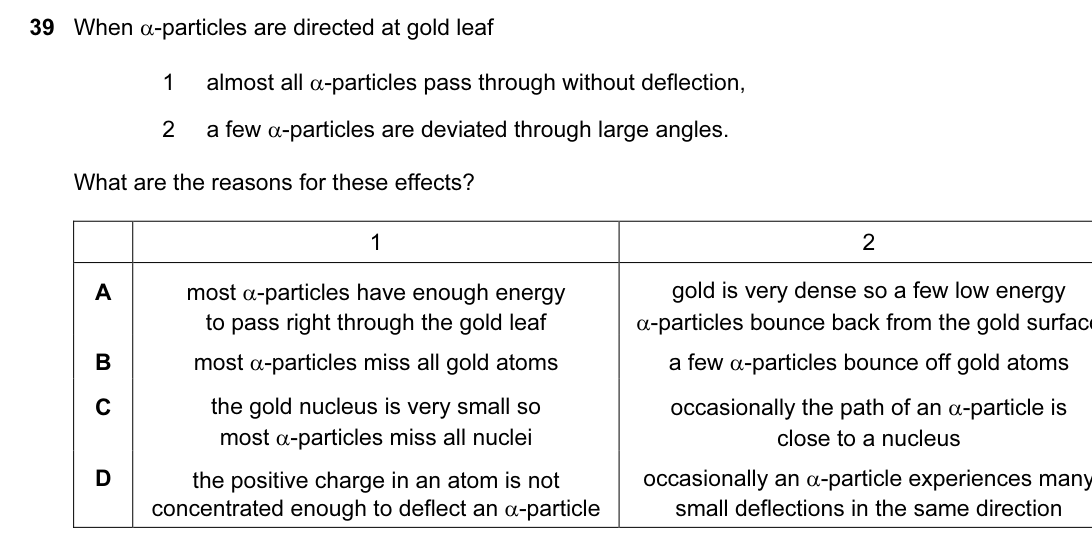 39 When α-particles are directed at gold leaf
1 almost all α-particles pass through without deflection,
2 a few α-particles are deviated through large angles.
What are the reasons for these effects?
1 2
A most α-particles have enough energy to pass right through the gold leaf
gold is very dense so a few low energy α-particles bounce back from the gold surfac
B most α-particles miss all gold atoms
a few α-particles bounce off gold atoms
C the gold nucleus is very small so most α-particles miss all nuclei
occasionally the path of an α-particle is close to a nucleus
D the positive charge in an atom is not concentrated enough to deflect an α-particle
occasionally an α-particle experiences many small deflections in the same direction